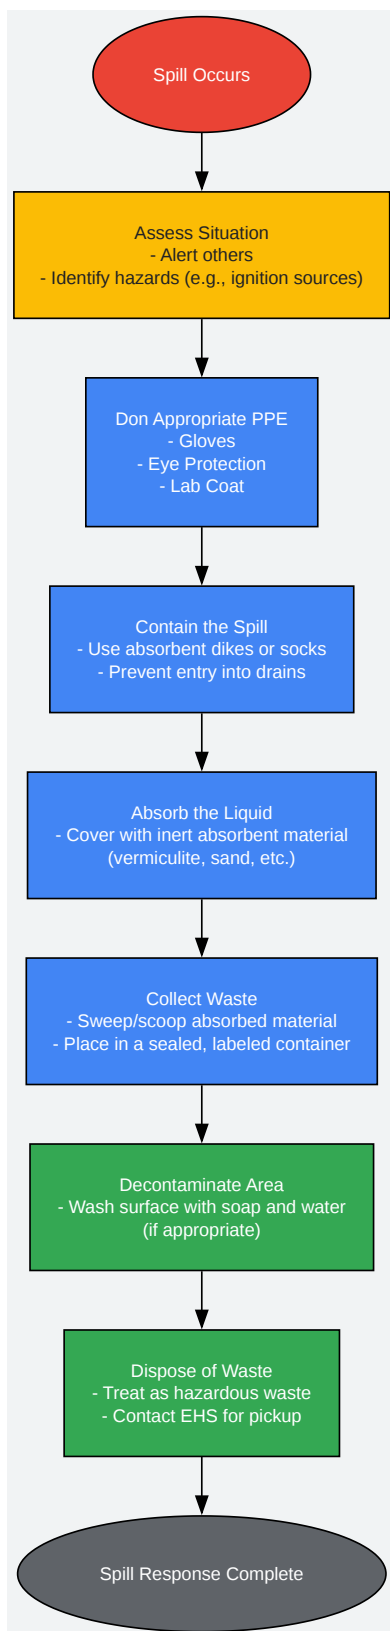 Spill Occurs
Assess Situation
- Alert others
- Identify hazards (e.g., ignition sources)
Don Appropriate PPE
- Gloves
- Eye Protection
- Lab Coat
Contain the Spill
- Use absorbent dikes or socks
- Prevent entry into drains
Absorb the Liquid
- Cover with inert absorbent material
(vermiculite, sand, etc.)
Collect Waste
- Sweep/scoop absorbed material
- Place in a sealed, labeled container
Decontaminate Area
- Wash surface with soap and water
(if appropriate)
Dispose of Waste
- Treat as hazardous waste
- Contact EHS for pickup
Spill Response Complete